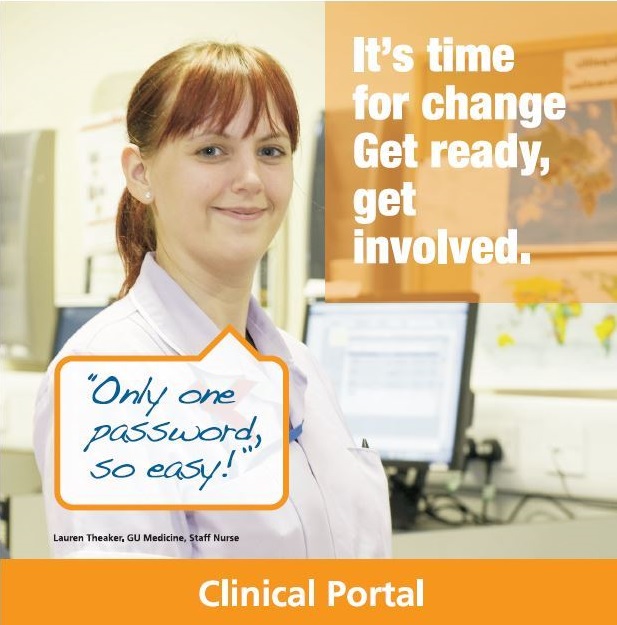 It's time
for change
Get ready,
get
involved.
"Only one
password,
so easy!"
Lauren Theaker, GU Medicine, Staff Nurse
Clinical Portal